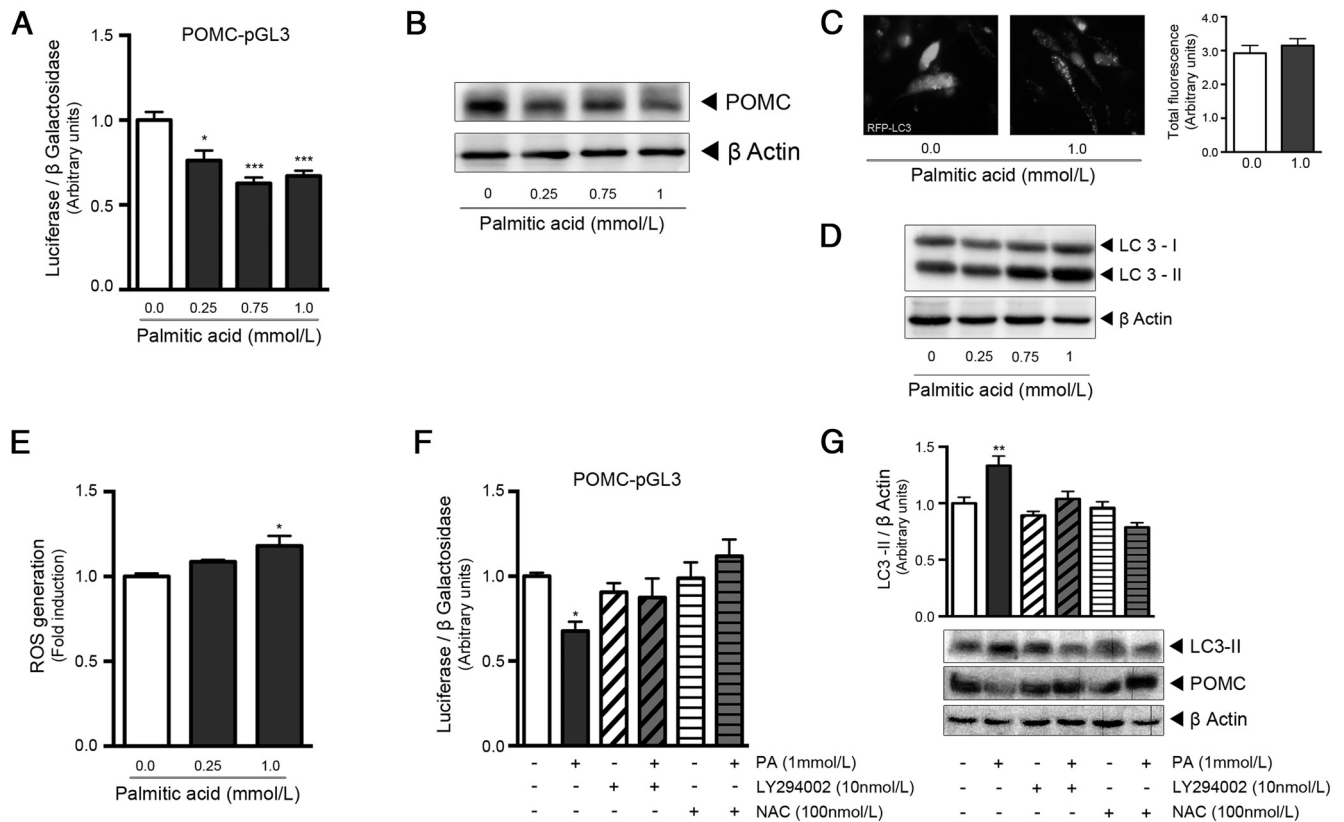 A
POMC-pGL3
Luciferase / β Galactosidase
(Arbitrary units)
1.5
1.0
0.5
0.0
*
***
***
0.0 0.25 0.75 1.0
Palmitic acid (mmol/L)
B
POMC
β Actin
0 0.25 0.75 1
Palmitic acid (mmol/L)
C
RFP-LC3
0.0 1.0
Palmitic acid (mmol/L)
Total fluorescence
(Arbitrary units)
4.0
3.0
2.0
1.0
0.0
0.0 1.0
D
LC 3 - I
LC 3 - II
β Actin
0 0.25 0.75 1
Palmitic acid (mmol/L)
E
ROS generation
(Fold induction)
1.5
1.0
0.5
0.0
*
0.0 0.25 1.0
Palmitic acid (mmol/L)
F
POMC-pGL3
Luciferase / β Galactosidase
(Arbitrary units)
1.5
1.0
0.5
0.0
*
- + - + - + PA (1mmol/L)
- - + + - - LY294002 (10nmol/L)
- - - - + + NAC (100nmol/L)
G
LC3 -II / β Actin
(Arbitrary units)
1.5
1.0
0.5
0.0
**
LC3-II
POMC
β Actin
- + - + - + PA (1mmol/L)
- - + + - - LY294002 (10nmol/L)
- - - - + + NAC (100nmol/L)